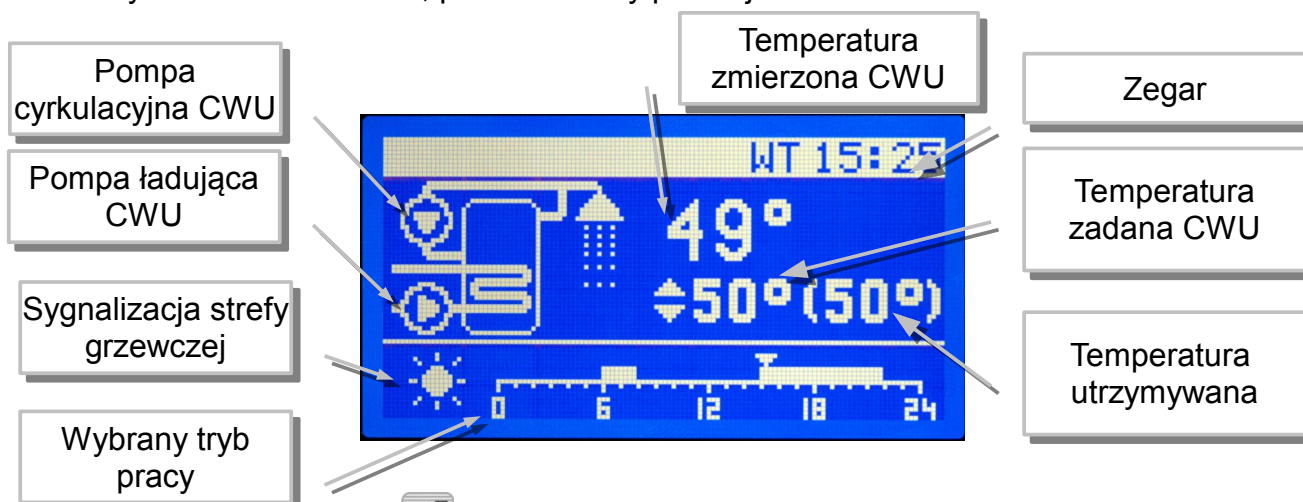 Temperatura
zmierzona CWU
Pompa
cyrkulacyjna CWU
Zegar
Pompa ładująca
CWU
WT 15:25
49°
Temperatura
zadana CWU
50°(50°)
Sygnalizacja strefy
grzewczej
Temperatura
utrzymywana
0 6 12 18 24
Wybrany tryb
pracy